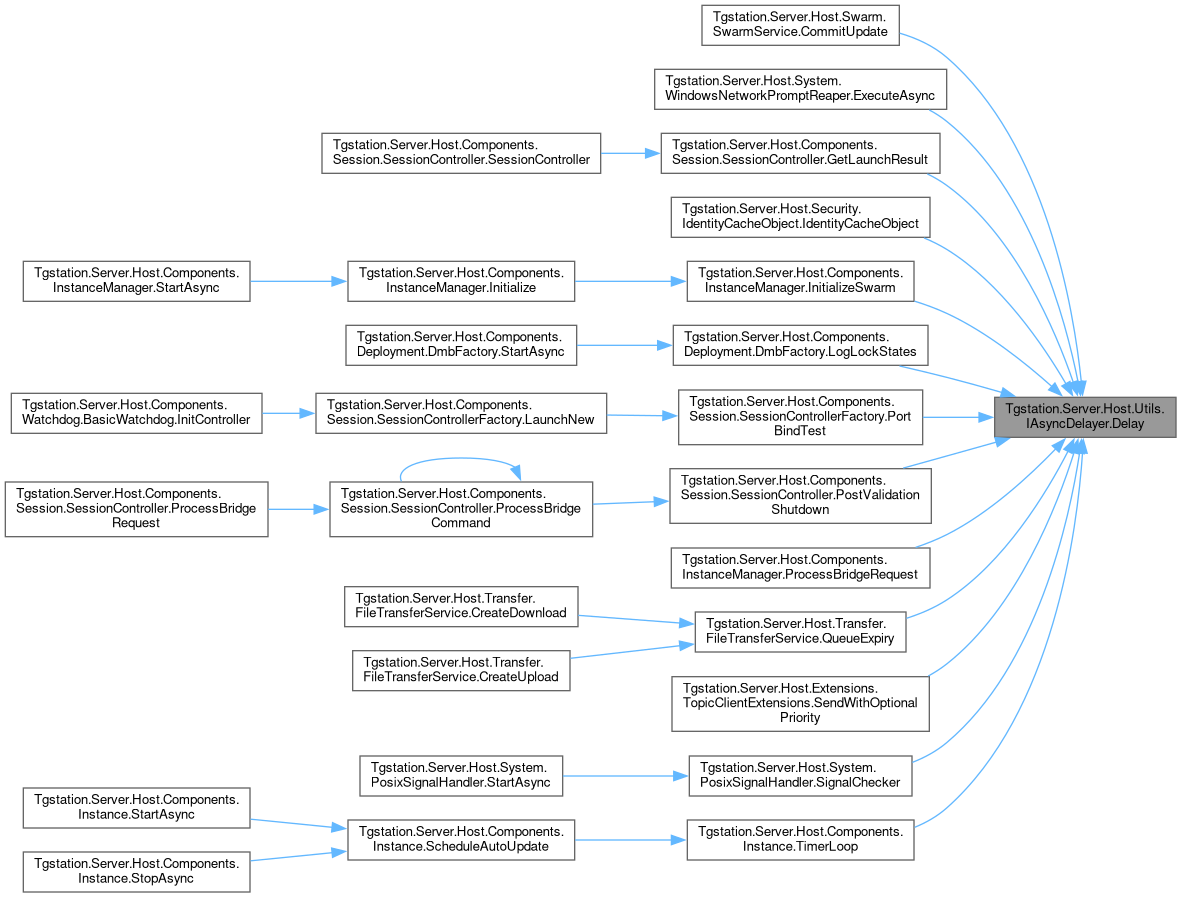 Tgstation.Server.Host.Swarm.
SwarmService.CommitUpdate
Tgstation.Server.Host.System.
WindowsNetworkPromptReaper.ExecuteAsync
Tgstation.Server.Host.Components.
Session.SessionController.SessionController
Tgstation.Server.Host.Components.
Session.SessionController.GetLaunchResult
Tgstation.Server.Host.Security.
IdentityCacheObject.IdentityCacheObject
Tgstation.Server.Host.Components.
InstanceManager.StartAsync
Tgstation.Server.Host.Components.
InstanceManager.Initialize
Tgstation.Server.Host.Components.
InstanceManager.InitializeSwarm
Tgstation.Server.Host.Components.
Deployment.DmbFactory.StartAsync
Tgstation.Server.Host.Components.
Deployment.DmbFactory.LogLockStates
Tgstation.Server.Host.Components.
Watchdog.BasicWatchdog.InitController
Tgstation.Server.Host.Components.
Session.SessionControllerFactory.LaunchNew
Tgstation.Server.Host.Components.
Session.SessionControllerFactory.Port
BindTest
Tgstation.Server.Host.Utils.
IAsyncDelayer.Delay
Tgstation.Server.Host.Components.
Session.SessionController.ProcessBridge
Request
Tgstation.Server.Host.Components.
Session.SessionController.ProcessBridge
Command
Tgstation.Server.Host.Components.
Session.SessionController.PostValidation
Shutdown
Tgstation.Server.Host.Components.
InstanceManager.ProcessBridgeRequest
Tgstation.Server.Host.Transfer.
FileTransferService.CreateDownload
Tgstation.Server.Host.Transfer.
FileTransferService.QueueExpiry
Tgstation.Server.Host.Transfer.
FileTransferService.CreateUpload
Tgstation.Server.Host.Extensions.
TopicClientExtensions.SendWithOptional
Priority
Tgstation.Server.Host.System.
PosixSignalHandler.StartAsync
Tgstation.Server.Host.System.
PosixSignalHandler.SignalChecker
Tgstation.Server.Host.Components.
Instance.StartAsync
Tgstation.Server.Host.Components.
Instance.ScheduleAutoUpdate
Tgstation.Server.Host.Components.
Instance.TimerLoop
Tgstation.Server.Host.Components.
Instance.StopAsync